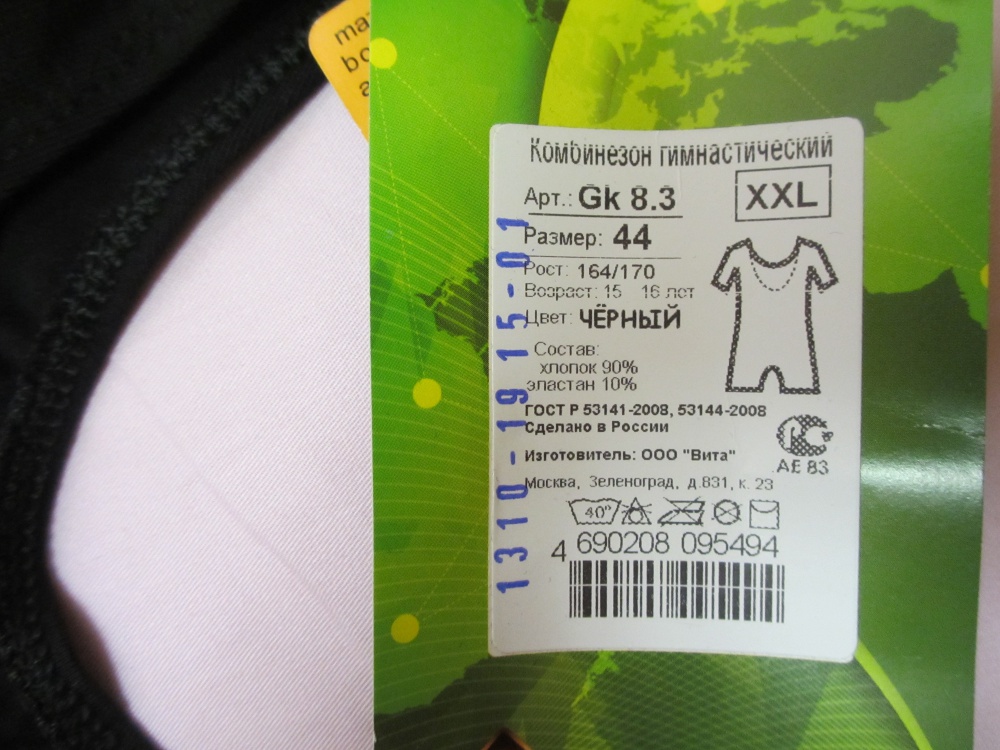 ma
bo
Комбинезон гимнастический
Арт.: Gk 8.3
XXL
Размер: 44
Рост: 164/170
Возраст: 15 16 лет
Цвет: ЧЁРНЫЙ
Состав:
хлопок 90%
эластан 10%
ГОСТ Р 53141-2008, 53144-2008
Сделано в России
АЕ 83
Изготовитель: ООО "Вита"
Москва, Зеленоград, д.831, к. 23
40°
4 690208 095494
1310-1915-01